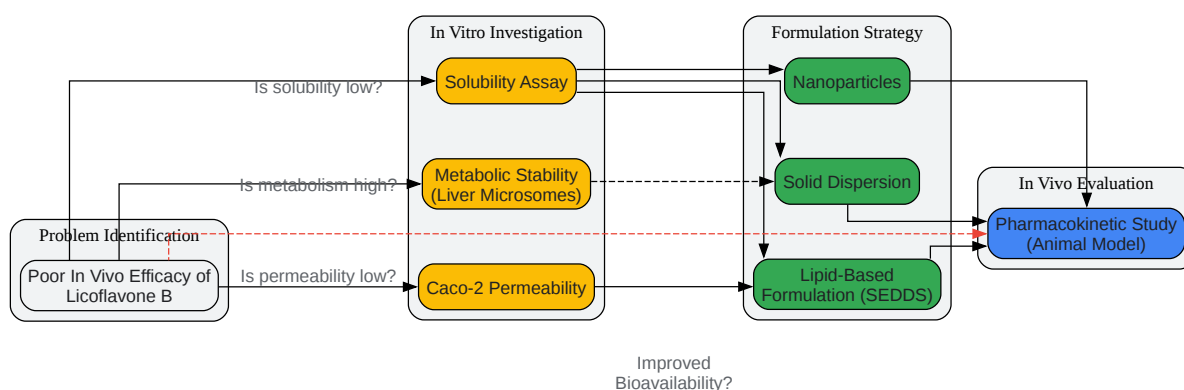 In Vitro Investigation
Formulation Strategy
Solubility Assay
Nanoparticles
Is solubility low?
Metabolic Stability
(Liver Microsomes)
Is metabolism high?
Solid Dispersion
In Vivo Evaluation
Pharmacokinetic Study
(Animal Model)
Problem Identification
Poor In Vivo Efficacy of
Licoflavone B
Is permeability low?
Caco-2 Permeability
Lipid-Based
Formulation (SEDDS)
Improved
Bioavailability?